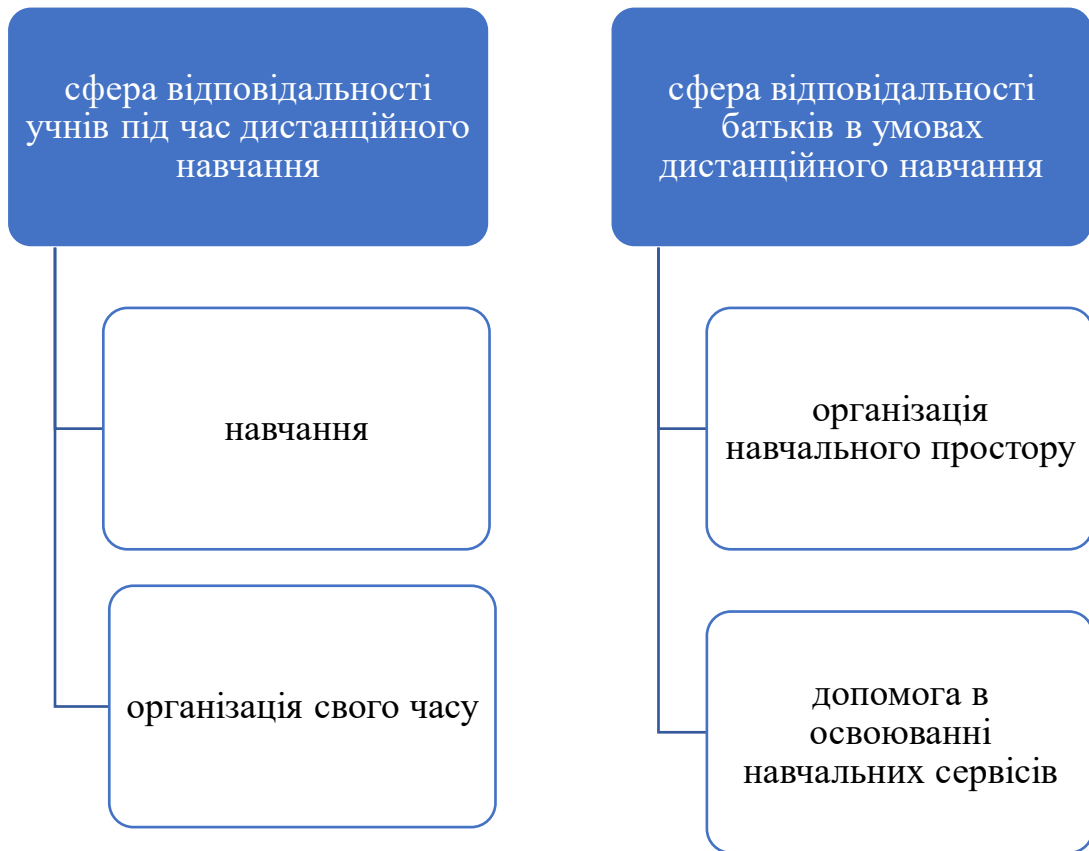 сфера відповідальності
учнів під час дистанційного
навчання
навчання
організація свого часу
сфера відповідальності
батьків в умовах
дистанційного навчання
організація
навчального простору
допомога в
освоюванні
навчальних сервісів